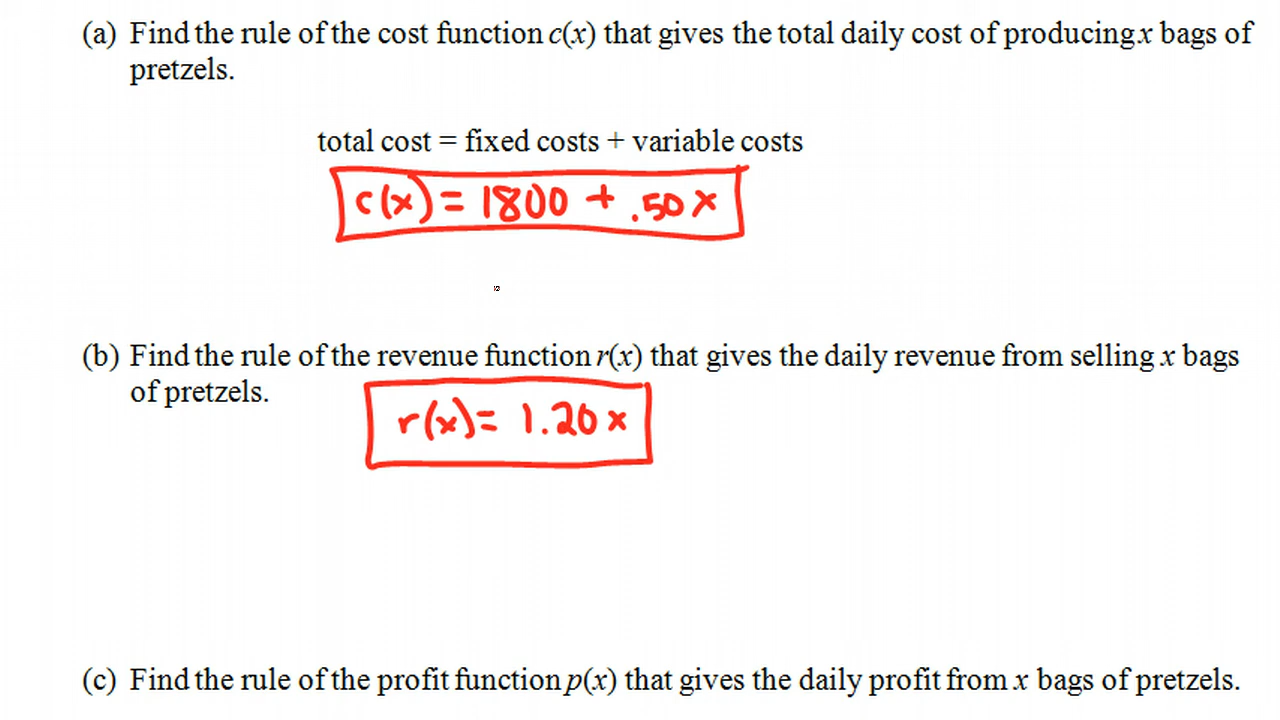 (a) Find the rule of the cost function c(x) that gives the total daily cost of producing x bags of
pretzels.
total cost = fixed costs + variable costs
c(x) = 1800 + .50x
(b) Find the rule of the revenue function r(x) that gives the daily revenue from selling x bags
of pretzels.
r(x) = 1.20x
(c) Find the rule of the profit function p(x) that gives the daily profit from x bags of pretzels.